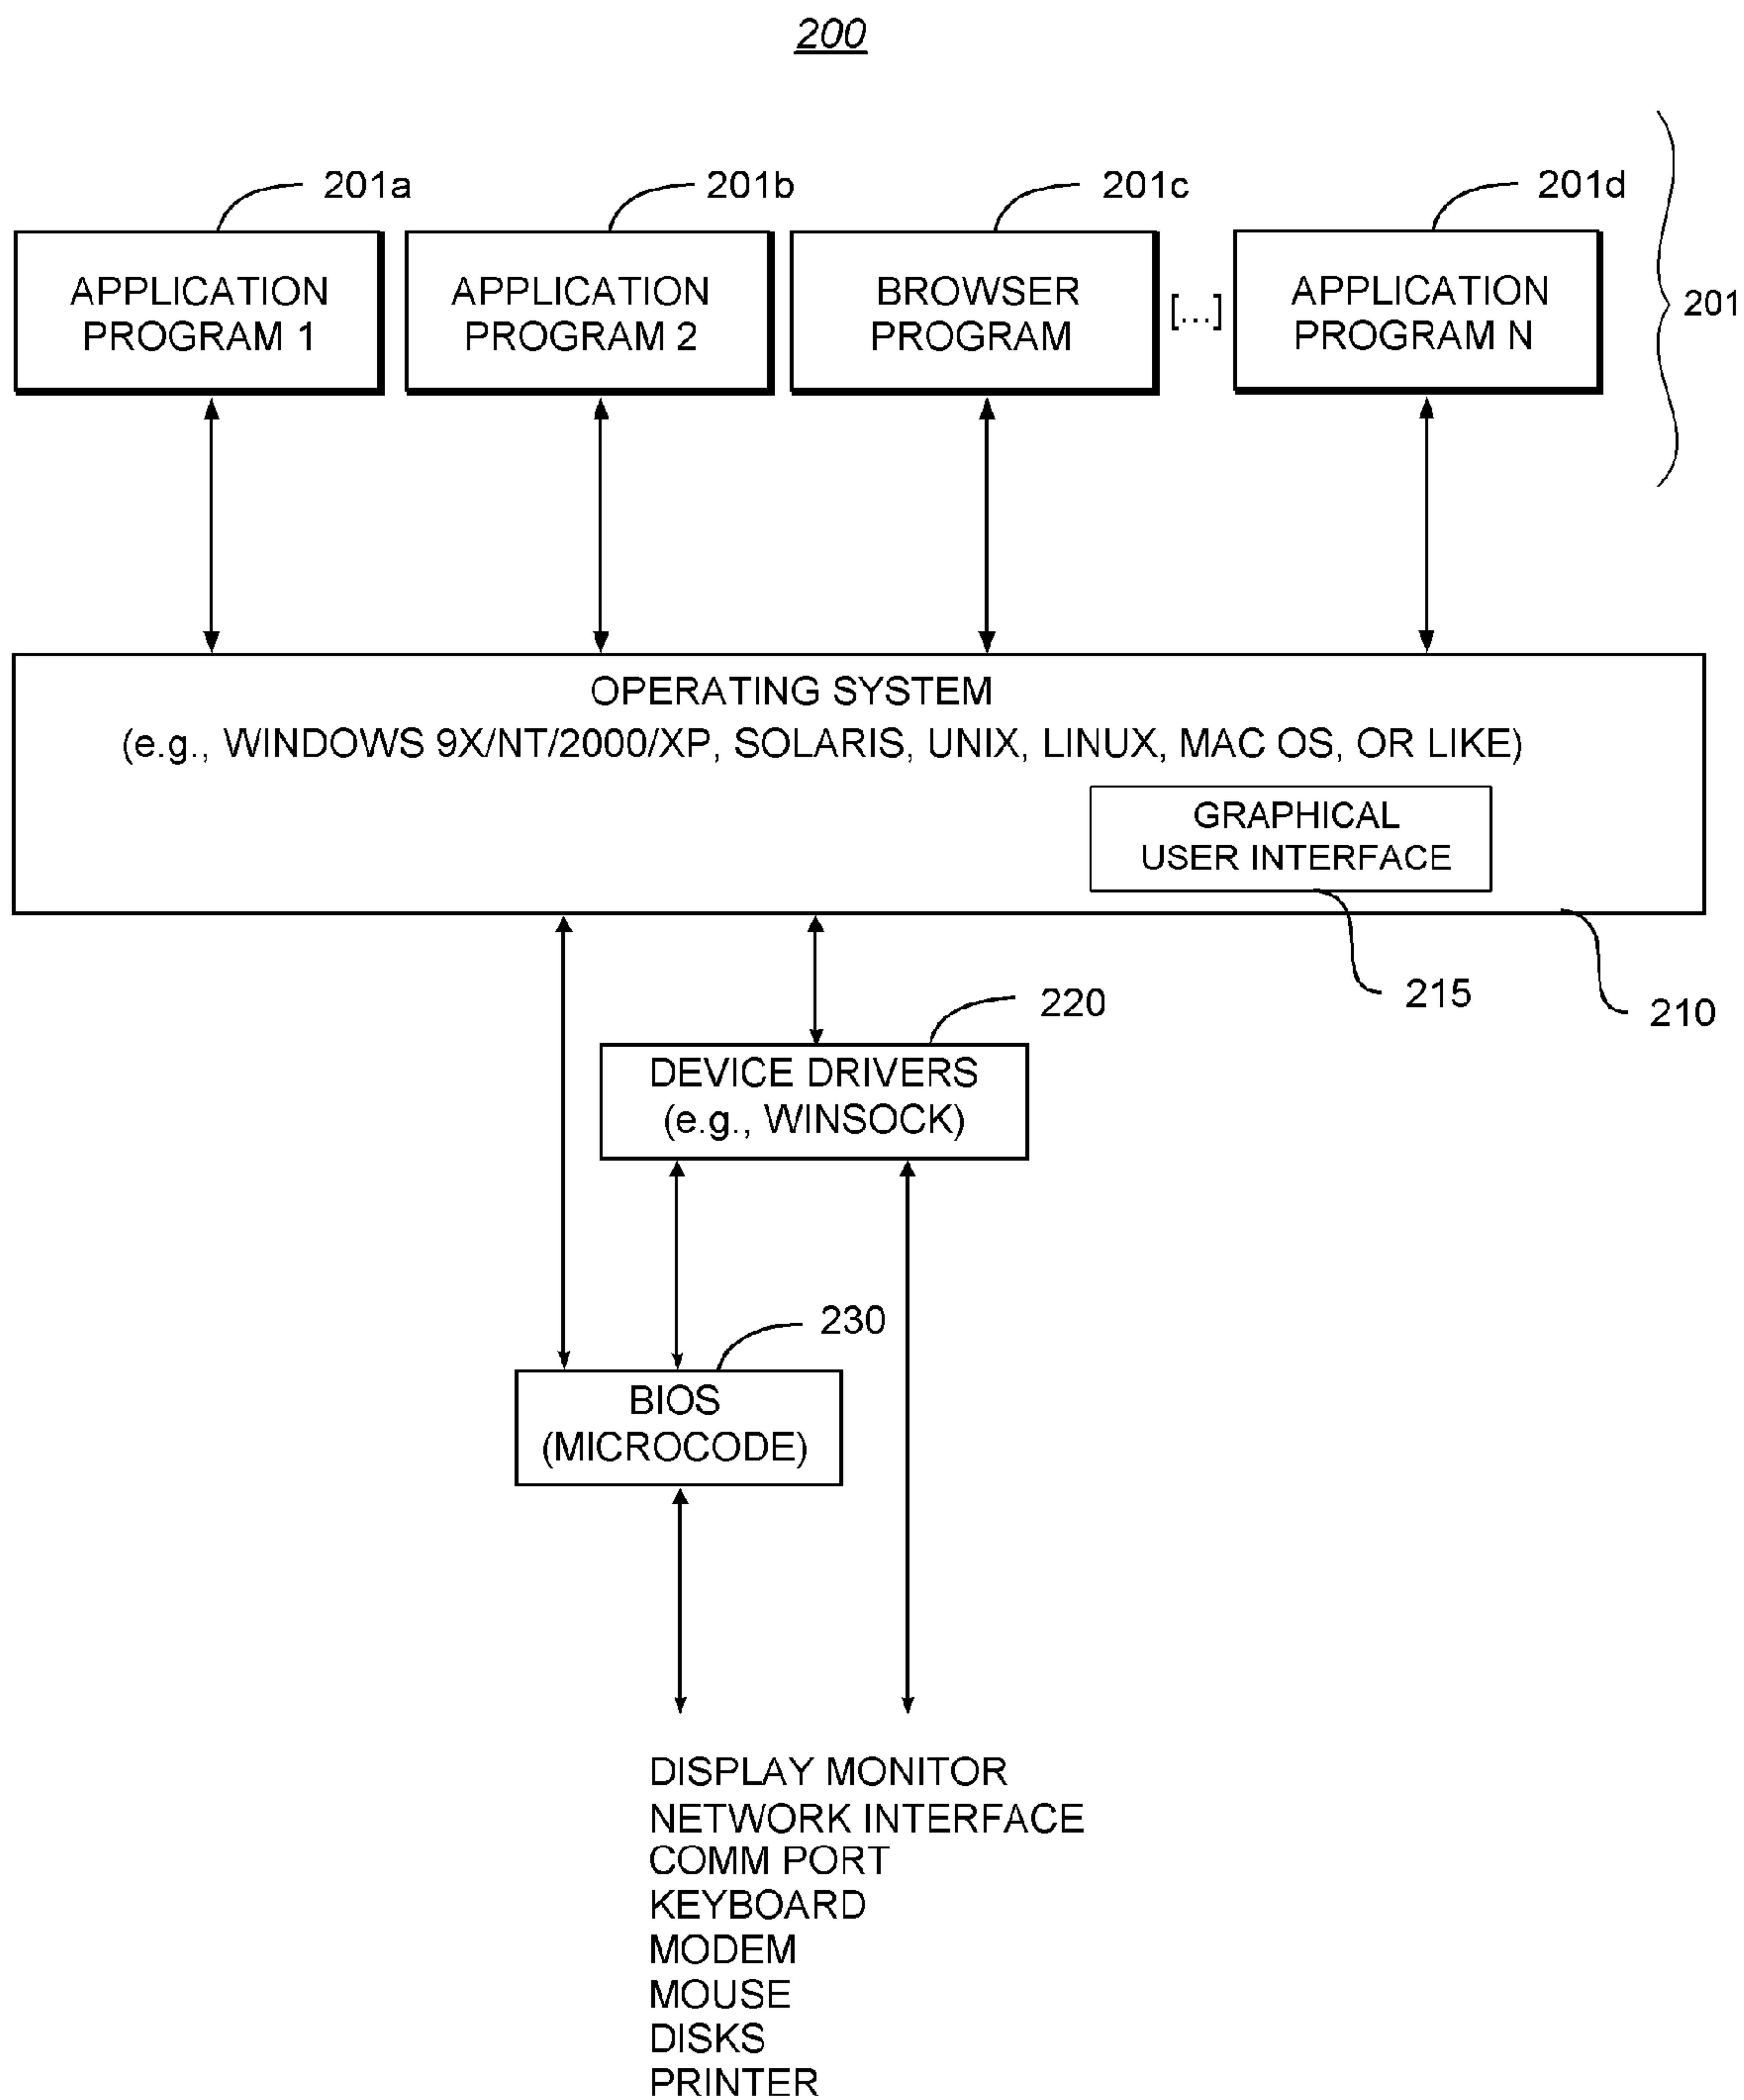 200
201a
201b
201c
201d
APPLICATION
PROGRAM 1
APPLICATION
PROGRAM 2
BROWSER
PROGRAM
[...]
APPLICATION
PROGRAM N
201
OPERATING SYSTEM
(e.g., WINDOWS 9X/NT/2000/XP, SOLARIS, UNIX, LINUX, MAC OS, OR LIKE)
GRAPHICAL
USER INTERFACE
215
210
220
DEVICE DRIVERS
(e.g., WINSOCK)
230
BIOS
(MICROCODE)
DISPLAY MONITOR
NETWORK INTERFACE
COMM PORT
KEYBOARD
MODEM
MOUSE
DISKS
PRINTER